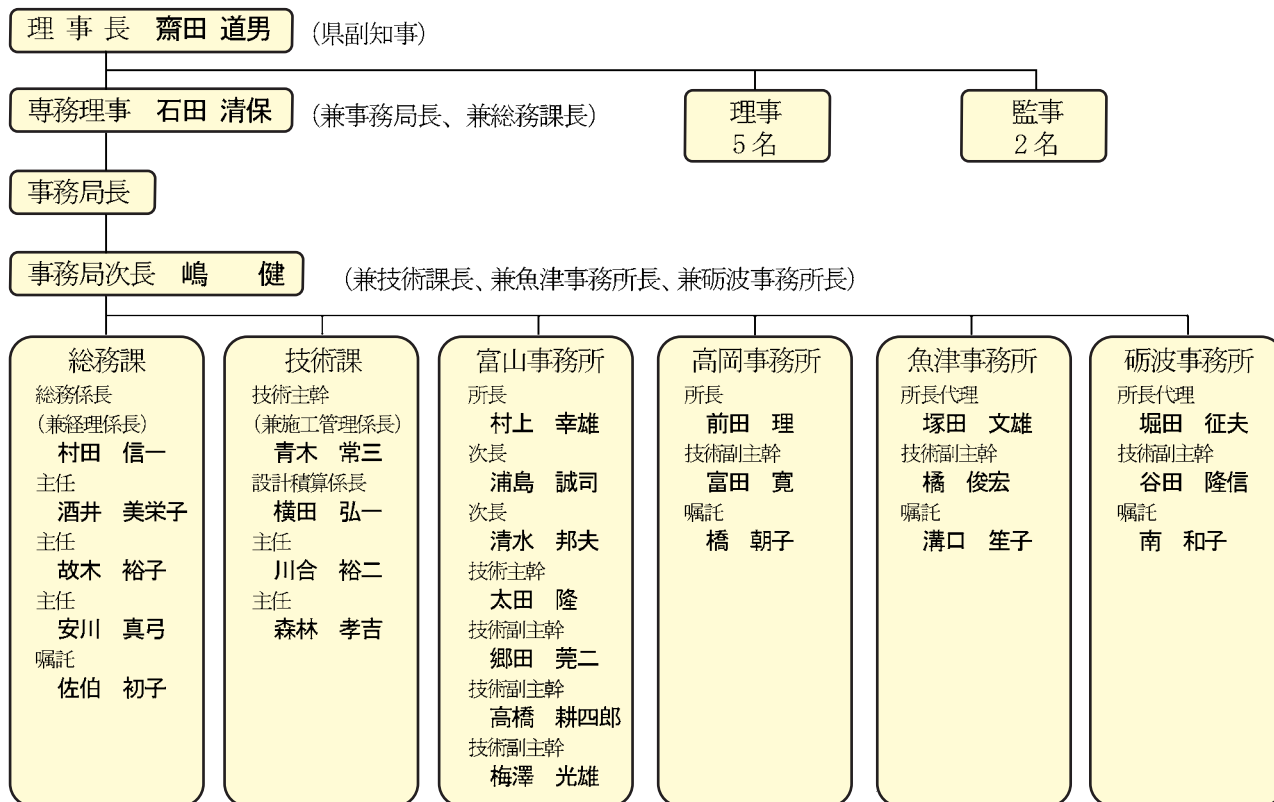 理事長　齋田 道男　（県副知事）
専務理事　石田 清保　（兼事務局長、兼総務課長）
理事
5名
監事
2名
事務局長
事務局次長　嶋　健　（兼技術課長、兼魚津事務所長、兼砺波事務所長）
総務課
総務係長
（兼経理係長）
村田　信一
主任
酒井　美栄子
主任
故木　裕子
主任
安川　真弓
嘱託
佐伯　初子
技術課
技術主幹
（兼施工管理係長）
青木　常三
設計積算係長
横田　弘一
主任
川合　裕二
主任
森林　孝吉
富山事務所
所長
村上　幸雄
次長
浦島　誠司
次長
清水　邦夫
技術主幹
太田　隆
技術副主幹
郷田　莞二
技術副主幹
高橋　耕四郎
技術副主幹
梅澤　光雄
高岡事務所
所長
前田　理
技術副主幹
富田　寛
嘱託
橋　朝子
魚津事務所
所長代理
塚田　文雄
技術副主幹
橘　俊宏
嘱託
溝口　笙子
砺波事務所
所長代理
堀田　征夫
技術副主幹
谷田　隆信
嘱託
南　和子